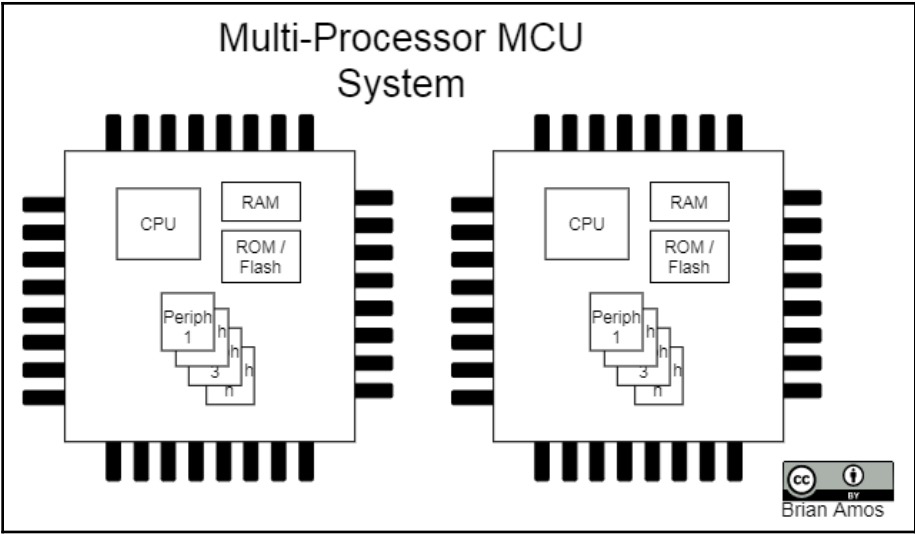 Multi-Processor MCU
System
CPU
RAM
ROM /
Flash
Periph
1
h
h
3
h
n
CPU
RAM
ROM /
Flash
Periph
1
h
h
3
h
n
cc
BY
Brian Amos